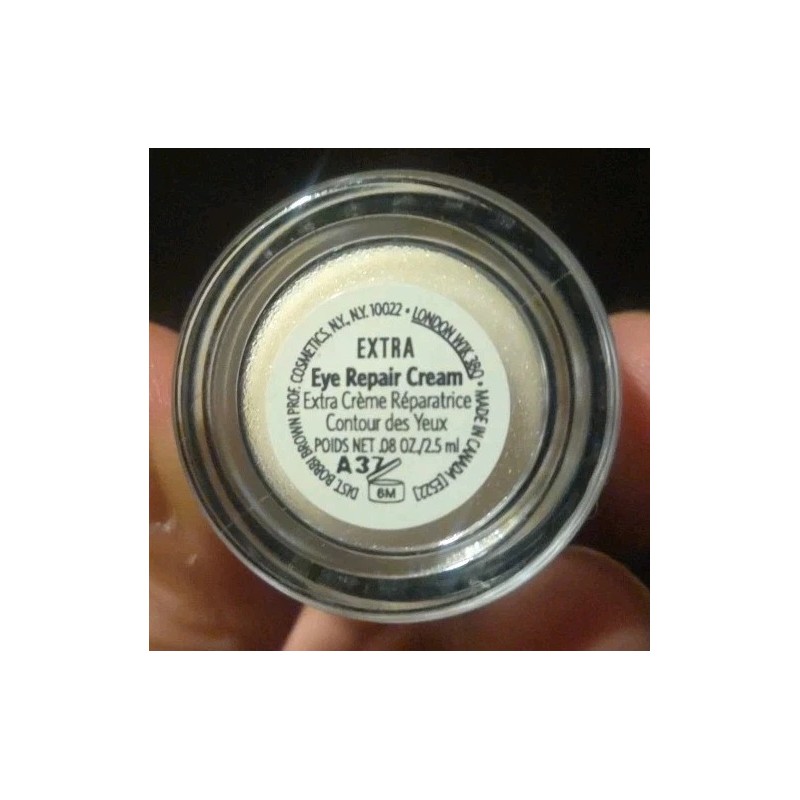 EXTRA
Eye Repair Cream
Extra Crème Réparatrice
Contour des Yeux
POIDS NET .08 OZ./2.5 ml
A37
6M
DIST. BOBBI BROWN PROF. COSMETICS, N.Y., N.Y. 10022 • LONDON W1K 3BQ • MADE IN CANADA [E522]